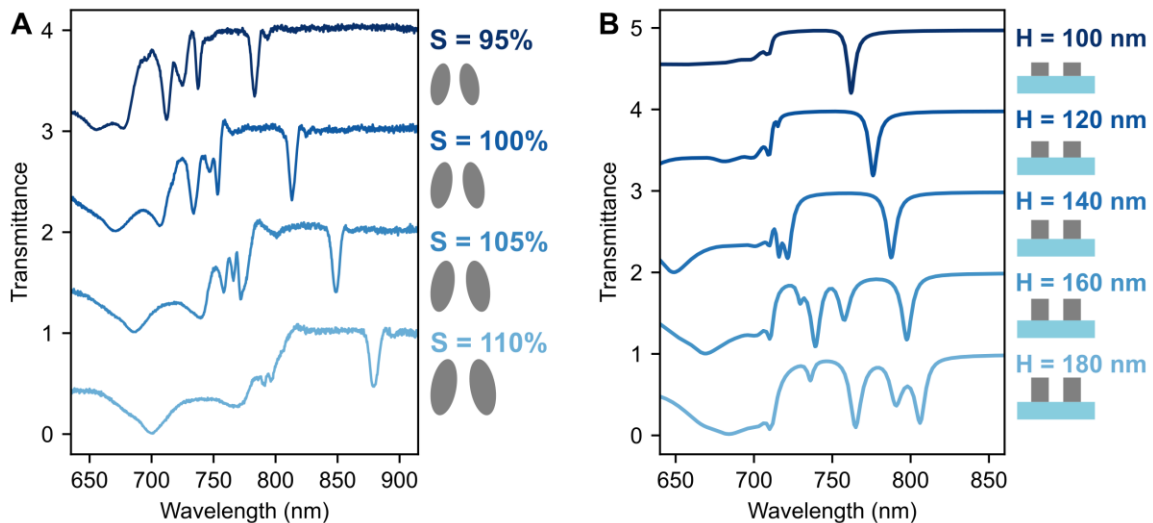 A
4
3
2
1
0
Transmittance
650 700 750 800 850 900
Wavelength (nm)
S = 95%
S = 100%
S = 105%
S = 110%
B
5
4
3
2
1
0
Transmittance
650 700 750 800 850
Wavelength (nm)
H = 100 nm
H = 120 nm
H = 140 nm
H = 160 nm
H = 180 nm